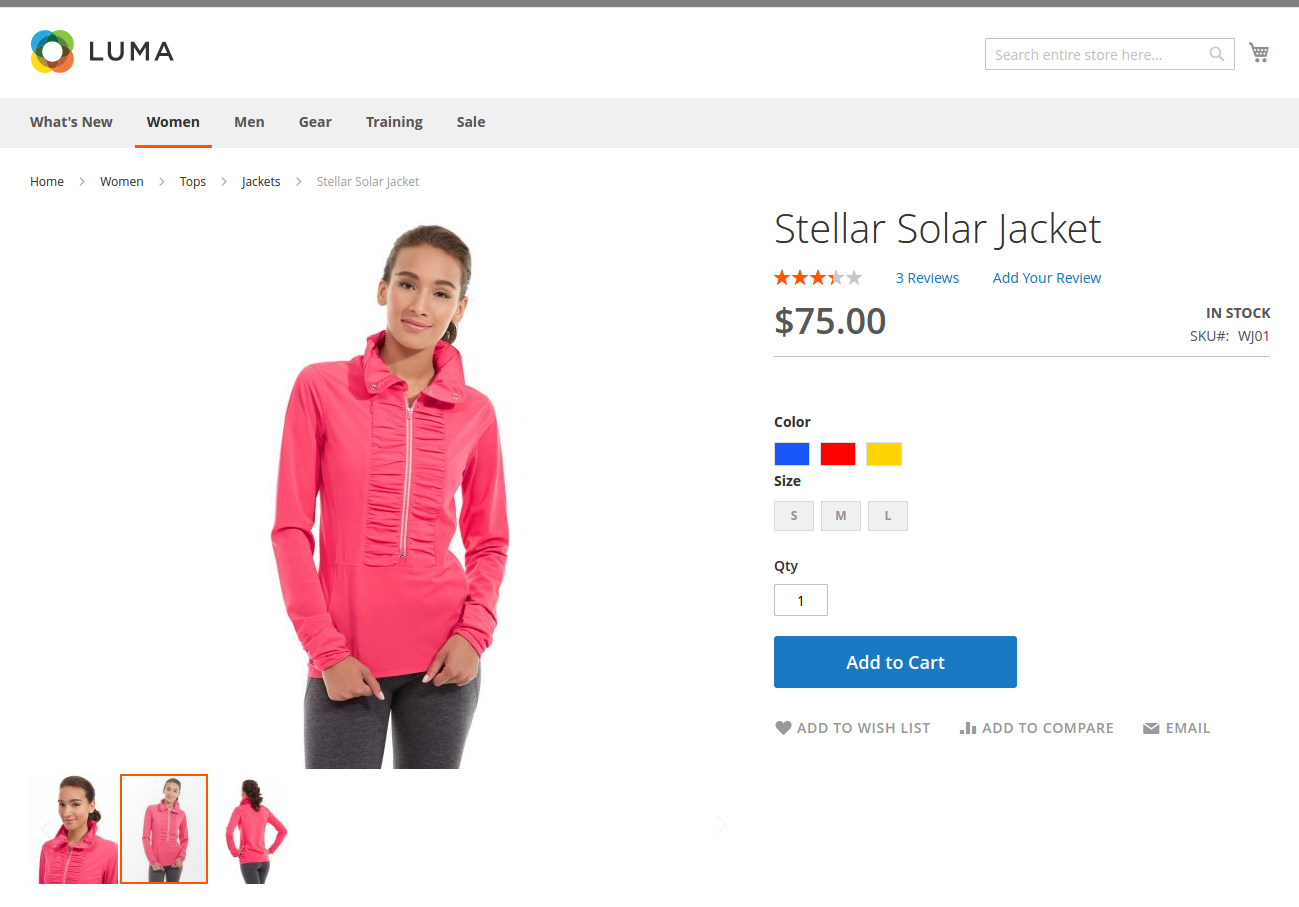 LUMA
Search entire store here...
What's New Women Men Gear Training Sale
Home Women Tops Jackets Stellar Solar Jacket
Stellar Solar Jacket
3 Reviews Add Your Review
$75.00
IN STOCK
SKU#: WJ01
Color
Size
S M L
Qty
1
Add to Cart
ADD TO WISH LIST ADD TO COMPARE EMAIL